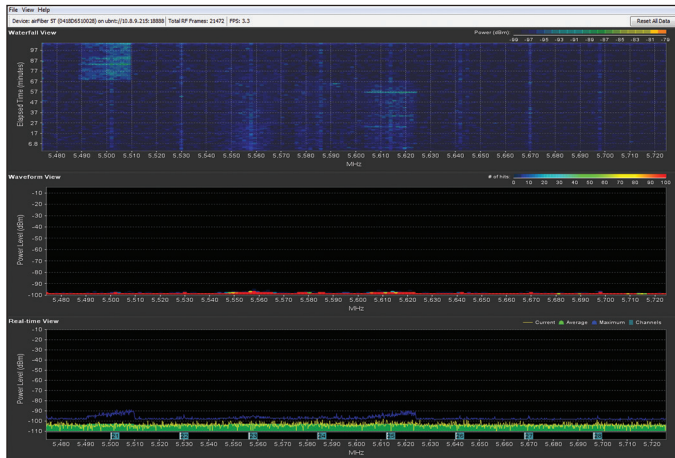 File View Help
Device: airFiber ST (0418D6510028) on ubnt://10.8.9.215:18888 Total RF Frames: 21472 FPS: 3.3 Reset All Data
Waterfall View Power (dBm) -99 -97 -95 -93 -91 -89 -87 -85 -83 -81 -79
Elapsed Time (minutes)
97
87
77
67
57
47
37
27
17
6.8
5,480 5,490 5,500 5,510 5,520 5,530 5,540 5,550 5,560 5,570 5,580 5,590 5,600 5,610 5,620 5,630 5,640 5,650 5,660 5,670 5,680 5,690 5,700 5,710 5,720
MHz
Waveform View # of hits: 0 10 20 30 40 50 60 70 80 90 100
Power Level (dBm)
-10
-20
-30
-40
-50
-60
-70
-80
-90
-100
5,480 5,490 5,500 5,510 5,520 5,530 5,540 5,550 5,560 5,570 5,580 5,590 5,600 5,610 5,620 5,630 5,640 5,650 5,660 5,670 5,680 5,690 5,700 5,710 5,720
MHz
Real-time View Current Average Maximum Channels
Power Level (dBm)
-10
-20
-30
-40
-50
-60
-70
-80
-90
-100
-110
5,480 5,490 5,500 5,510 5,520 5,530 5,540 5,550 5,560 5,570 5,580 5,590 5,600 5,610 5,620 5,630 5,640 5,650 5,660 5,670 5,680 5,690 5,700 5,710 5,720
MHz